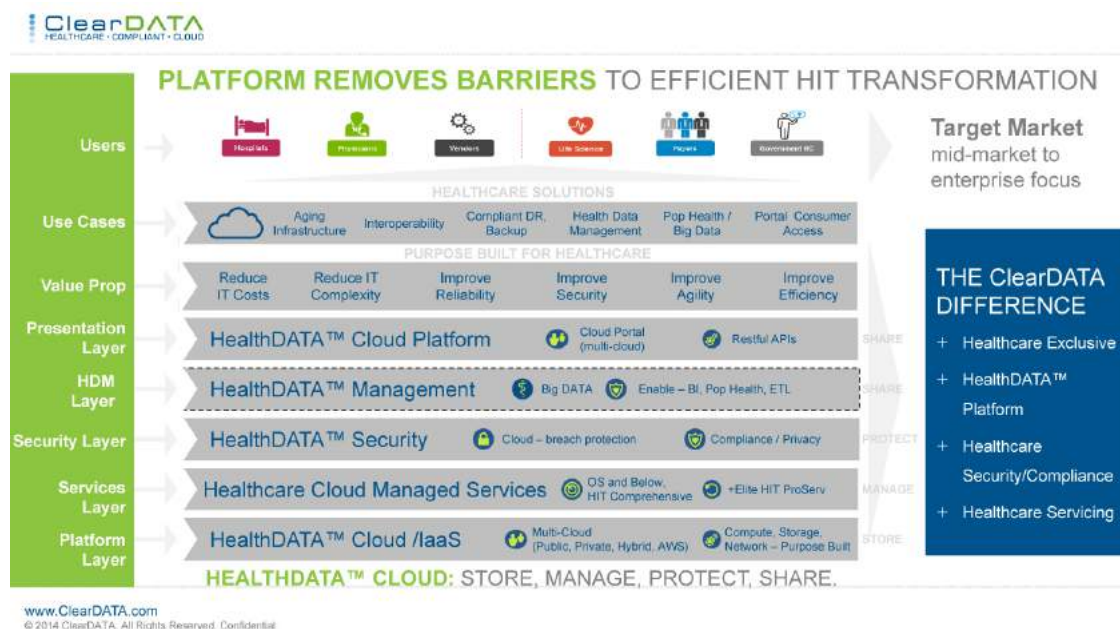 ClearDATA
HEALTHCARE • COMPLIANT • CLOUD
PLATFORM REMOVES BARRIERS TO EFFICIENT HIT TRANSFORMATION
Users
Hospitals
Physicians
Vendors
Life Science
Payers
Government HC
Target Market
mid-market to
enterprise focus
HEALTHCARE SOLUTIONS
Use Cases
Aging
Infrastructure
Interoperability
Compliant DR,
Backup
Health Data
Management
Pop Health /
Big Data
Portal Consumer
Access
PURPOSE BUILT FOR HEALTHCARE
Value Prop
Reduce
IT Costs
Reduce IT
Complexity
Improve
Reliability
Improve
Security
Improve
Agility
Improve
Efficiency
Presentation
Layer
HealthDATA™ Cloud Platform
Cloud Portal
(multi-cloud)
Restful APIs
SHARE
HDM
Layer
HealthDATA™ Management
Big DATA
Enable – BI, Pop Health, ETL
SHARE
Security Layer
HealthDATA™ Security
Cloud – breach protection
Compliance / Privacy
PROTECT
Services
Layer
Healthcare Cloud Managed Services
OS and Below,
HIT Comprehensive
+Elite HIT ProServ
MANAGE
Platform
Layer
HealthDATA™ Cloud /IaaS
Multi-Cloud
(Public, Private, Hybrid, AWS)
Compute, Storage,
Network – Purpose Built
STORE
THE ClearDATA
DIFFERENCE
+ Healthcare Exclusive
+ HealthDATA™
Platform
+ Healthcare
Security/Compliance
+ Healthcare Servicing
HEALTHDATA™ CLOUD: STORE, MANAGE, PROTECT, SHARE.
www.ClearDATA.com
© 2014 ClearDATA. All Rights Reserved. Confidential